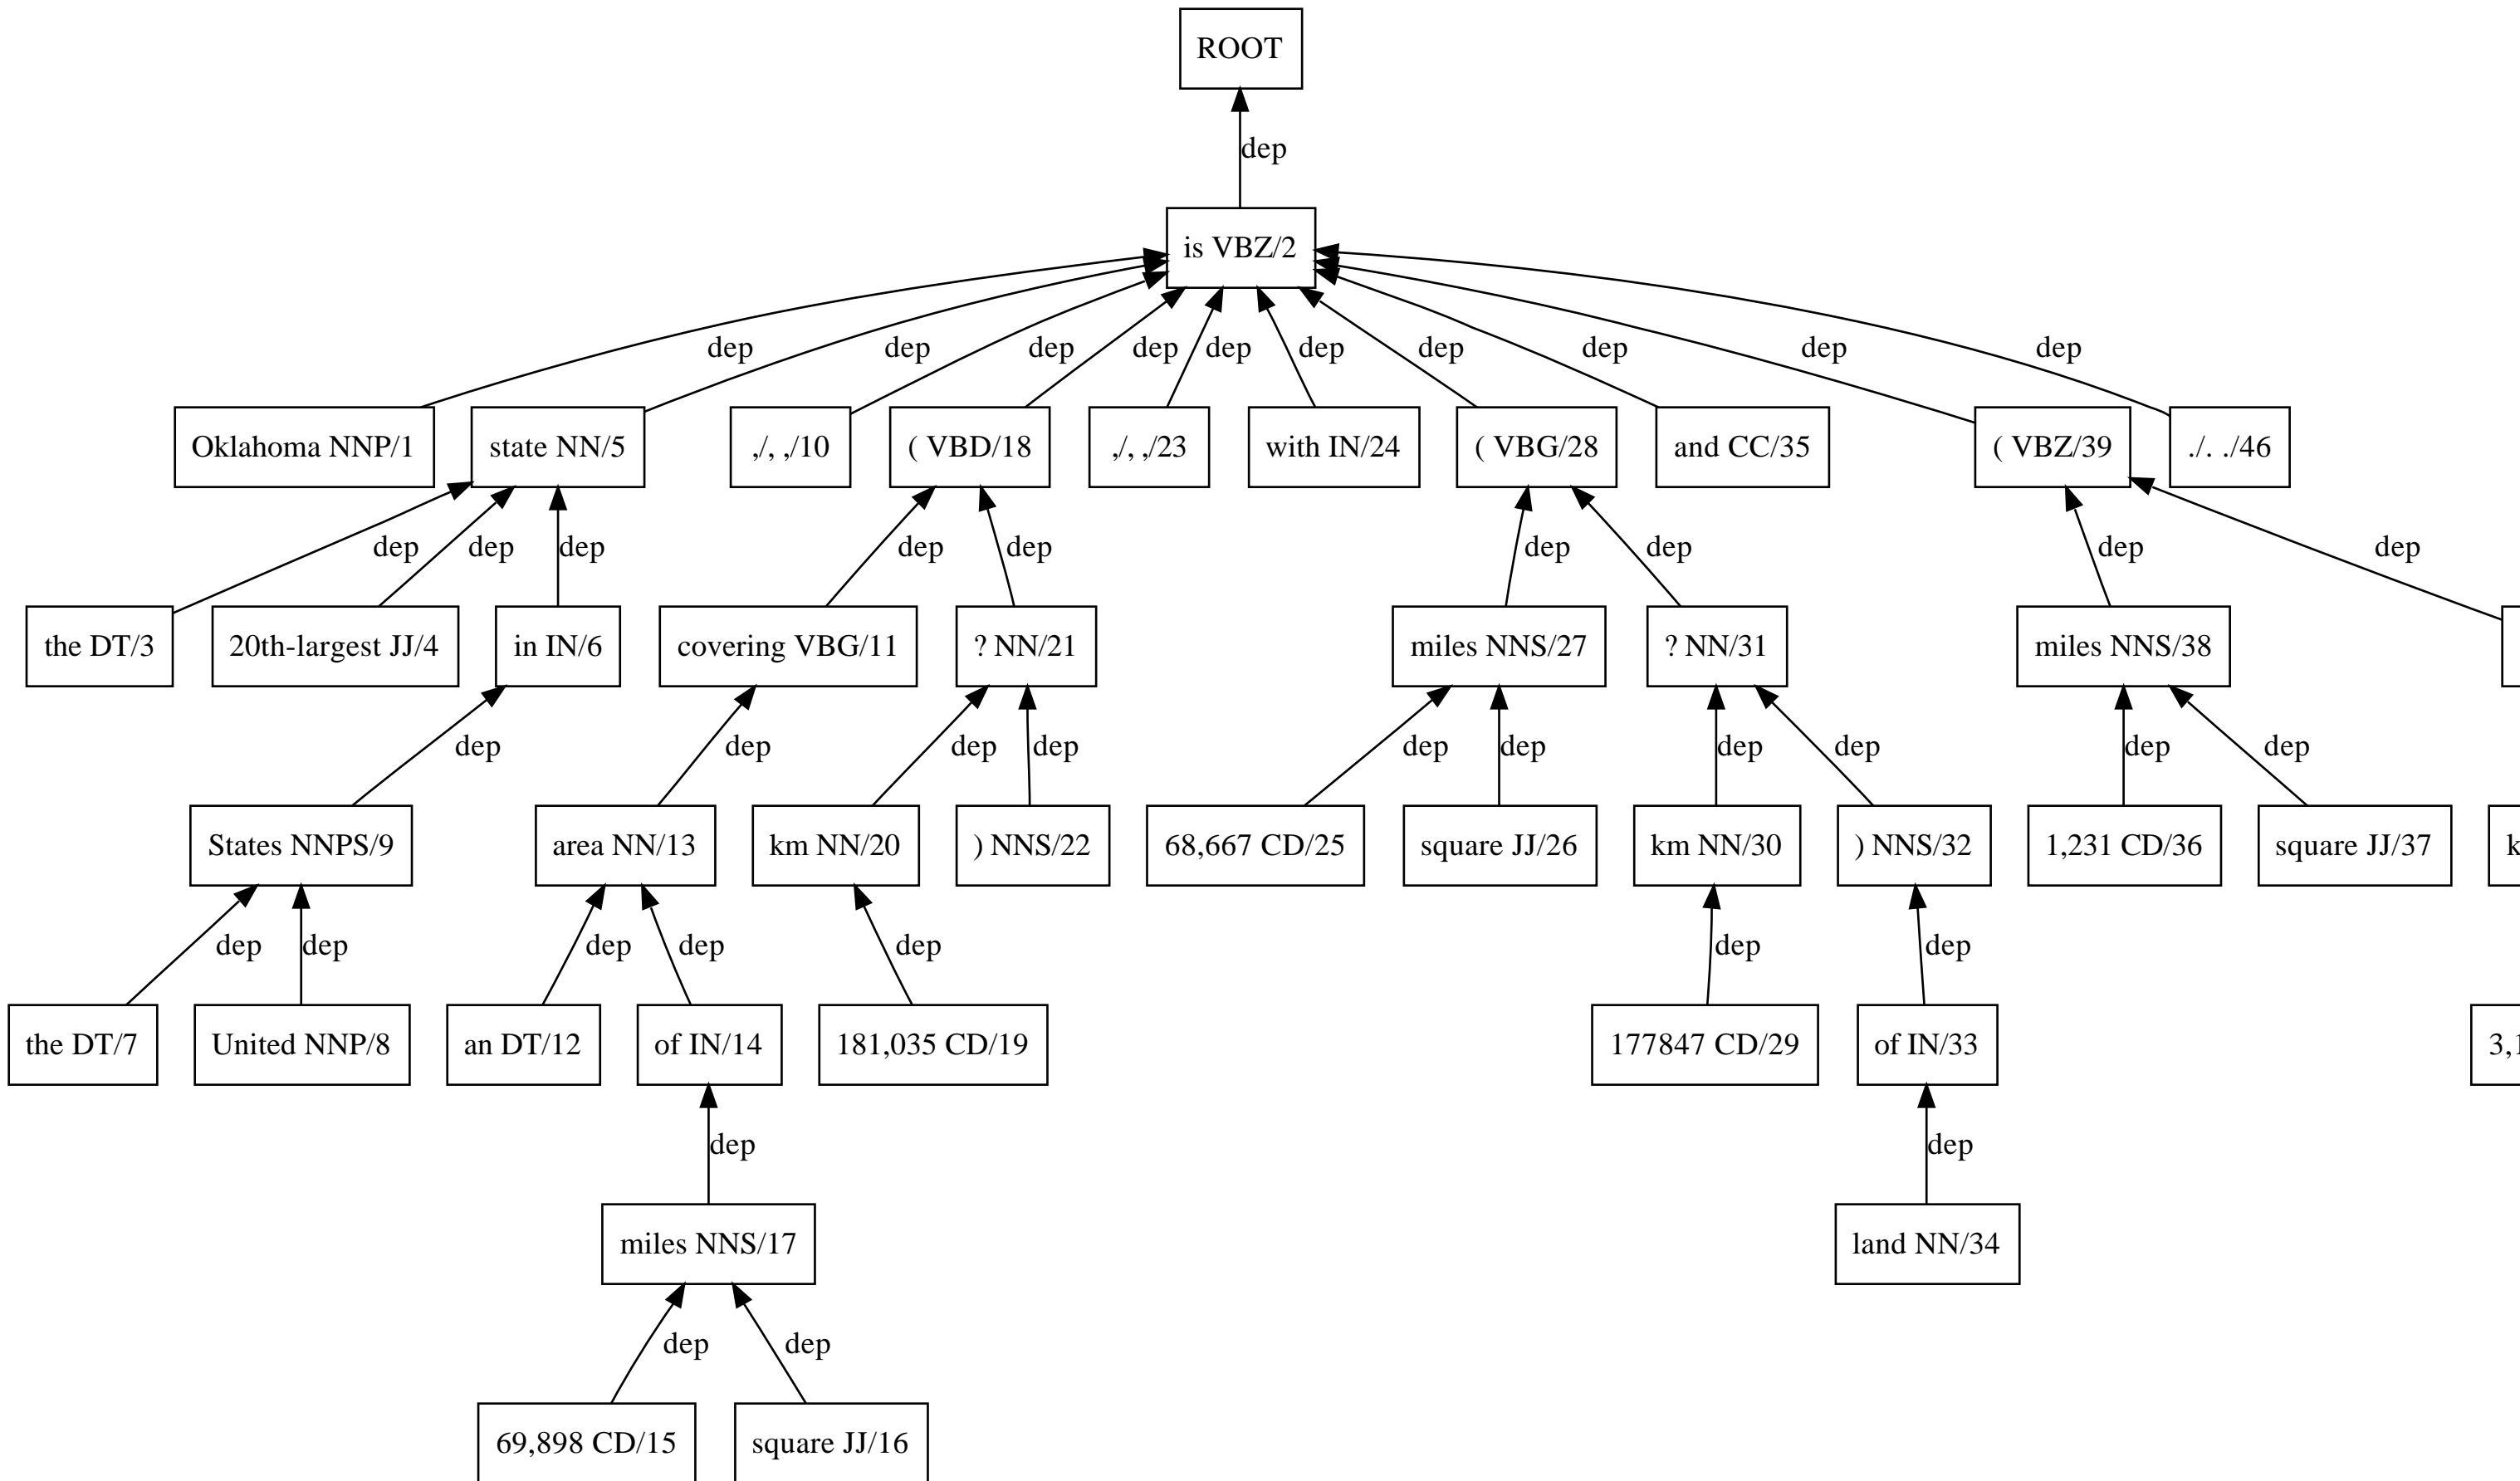 ROOT
dep
is VBZ/2
dep dep dep dep dep dep dep dep dep dep
Oklahoma NNP/1 state NN/5 ,/, ,/10 ( VBD/18 ,/, ,/23 with IN/24 ( VBG/28 and CC/35 ( VBZ/39 ./. ./46
dep dep dep dep dep dep dep dep dep
the DT/3 20th-largest JJ/4 in IN/6 covering VBG/11 ? NN/21 miles NNS/27 ? NN/31 miles NNS/38
dep dep dep dep dep dep dep dep dep dep
States NNPS/9 area NN/13 km NN/20 ) NNS/22 68,667 CD/25 square JJ/26 km NN/30 ) NNS/32 1,231 CD/36 square JJ/37
dep dep dep dep dep dep dep
the DT/7 United NNP/8 an DT/12 of IN/14 181,035 CD/19 177847 CD/29 of IN/33
dep dep
miles NNS/17 land NN/34
dep dep
69,898 CD/15 square JJ/16